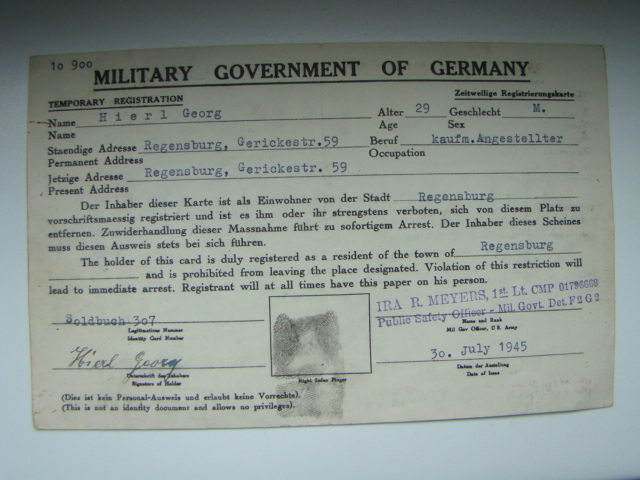 10 900
MILITARY GOVERNMENT OF GERMANY
TEMPORARY REGISTRATION Zeitweilige Registrierungskarte
Name Hierl Georg Alter 29 Geschlecht M.
Name Age Sex
Staendige Adresse Regensburg, Gerickestr.59 Beruf kaufm.Angestellter
Permanent Address Occupation
Jetzige Adresse Regensburg, Gerickestr. 59
Present Address
Der Inhaber dieser Karte ist als Einwohner von der Stadt Regensburg
vorschriftsmaessig registriert und ist es ihm oder ihr strengstens verboten, sich von diesem Platz zu
entfernen. Zuwiderhandlung dieser Massnahme führt zu sofortigem Arrest. Der Inhaber dieses Scheines
muss diesen Ausweis stets bei sich führen.
The holder of this card is duly registered as a resident of the town of Regensburg
and is prohibited from leaving the place designated. Violation of this restriction will
lead to immediate arrest. Registrant will at all times have this paper on his person.
Soldbuch 307
Legitimations Nummer
Identity Card Number
IRA R. MEYERS, 1st Lt. CMP
Public Safety Officer - Mil. Govt. Det. F 2 G 2
Name and Rank
Mil Gov Officer, U.S. Army
Hierl Georg
Unterschrift des Inhabers
Signature of Holder
Right Index Finger
30. July 1945
Datum der Austellung
Date of Issue
(Dies ist kein Personal-Ausweis und erlaubt keine Vorrechte).
(This is not an identity document and allows no privileges).